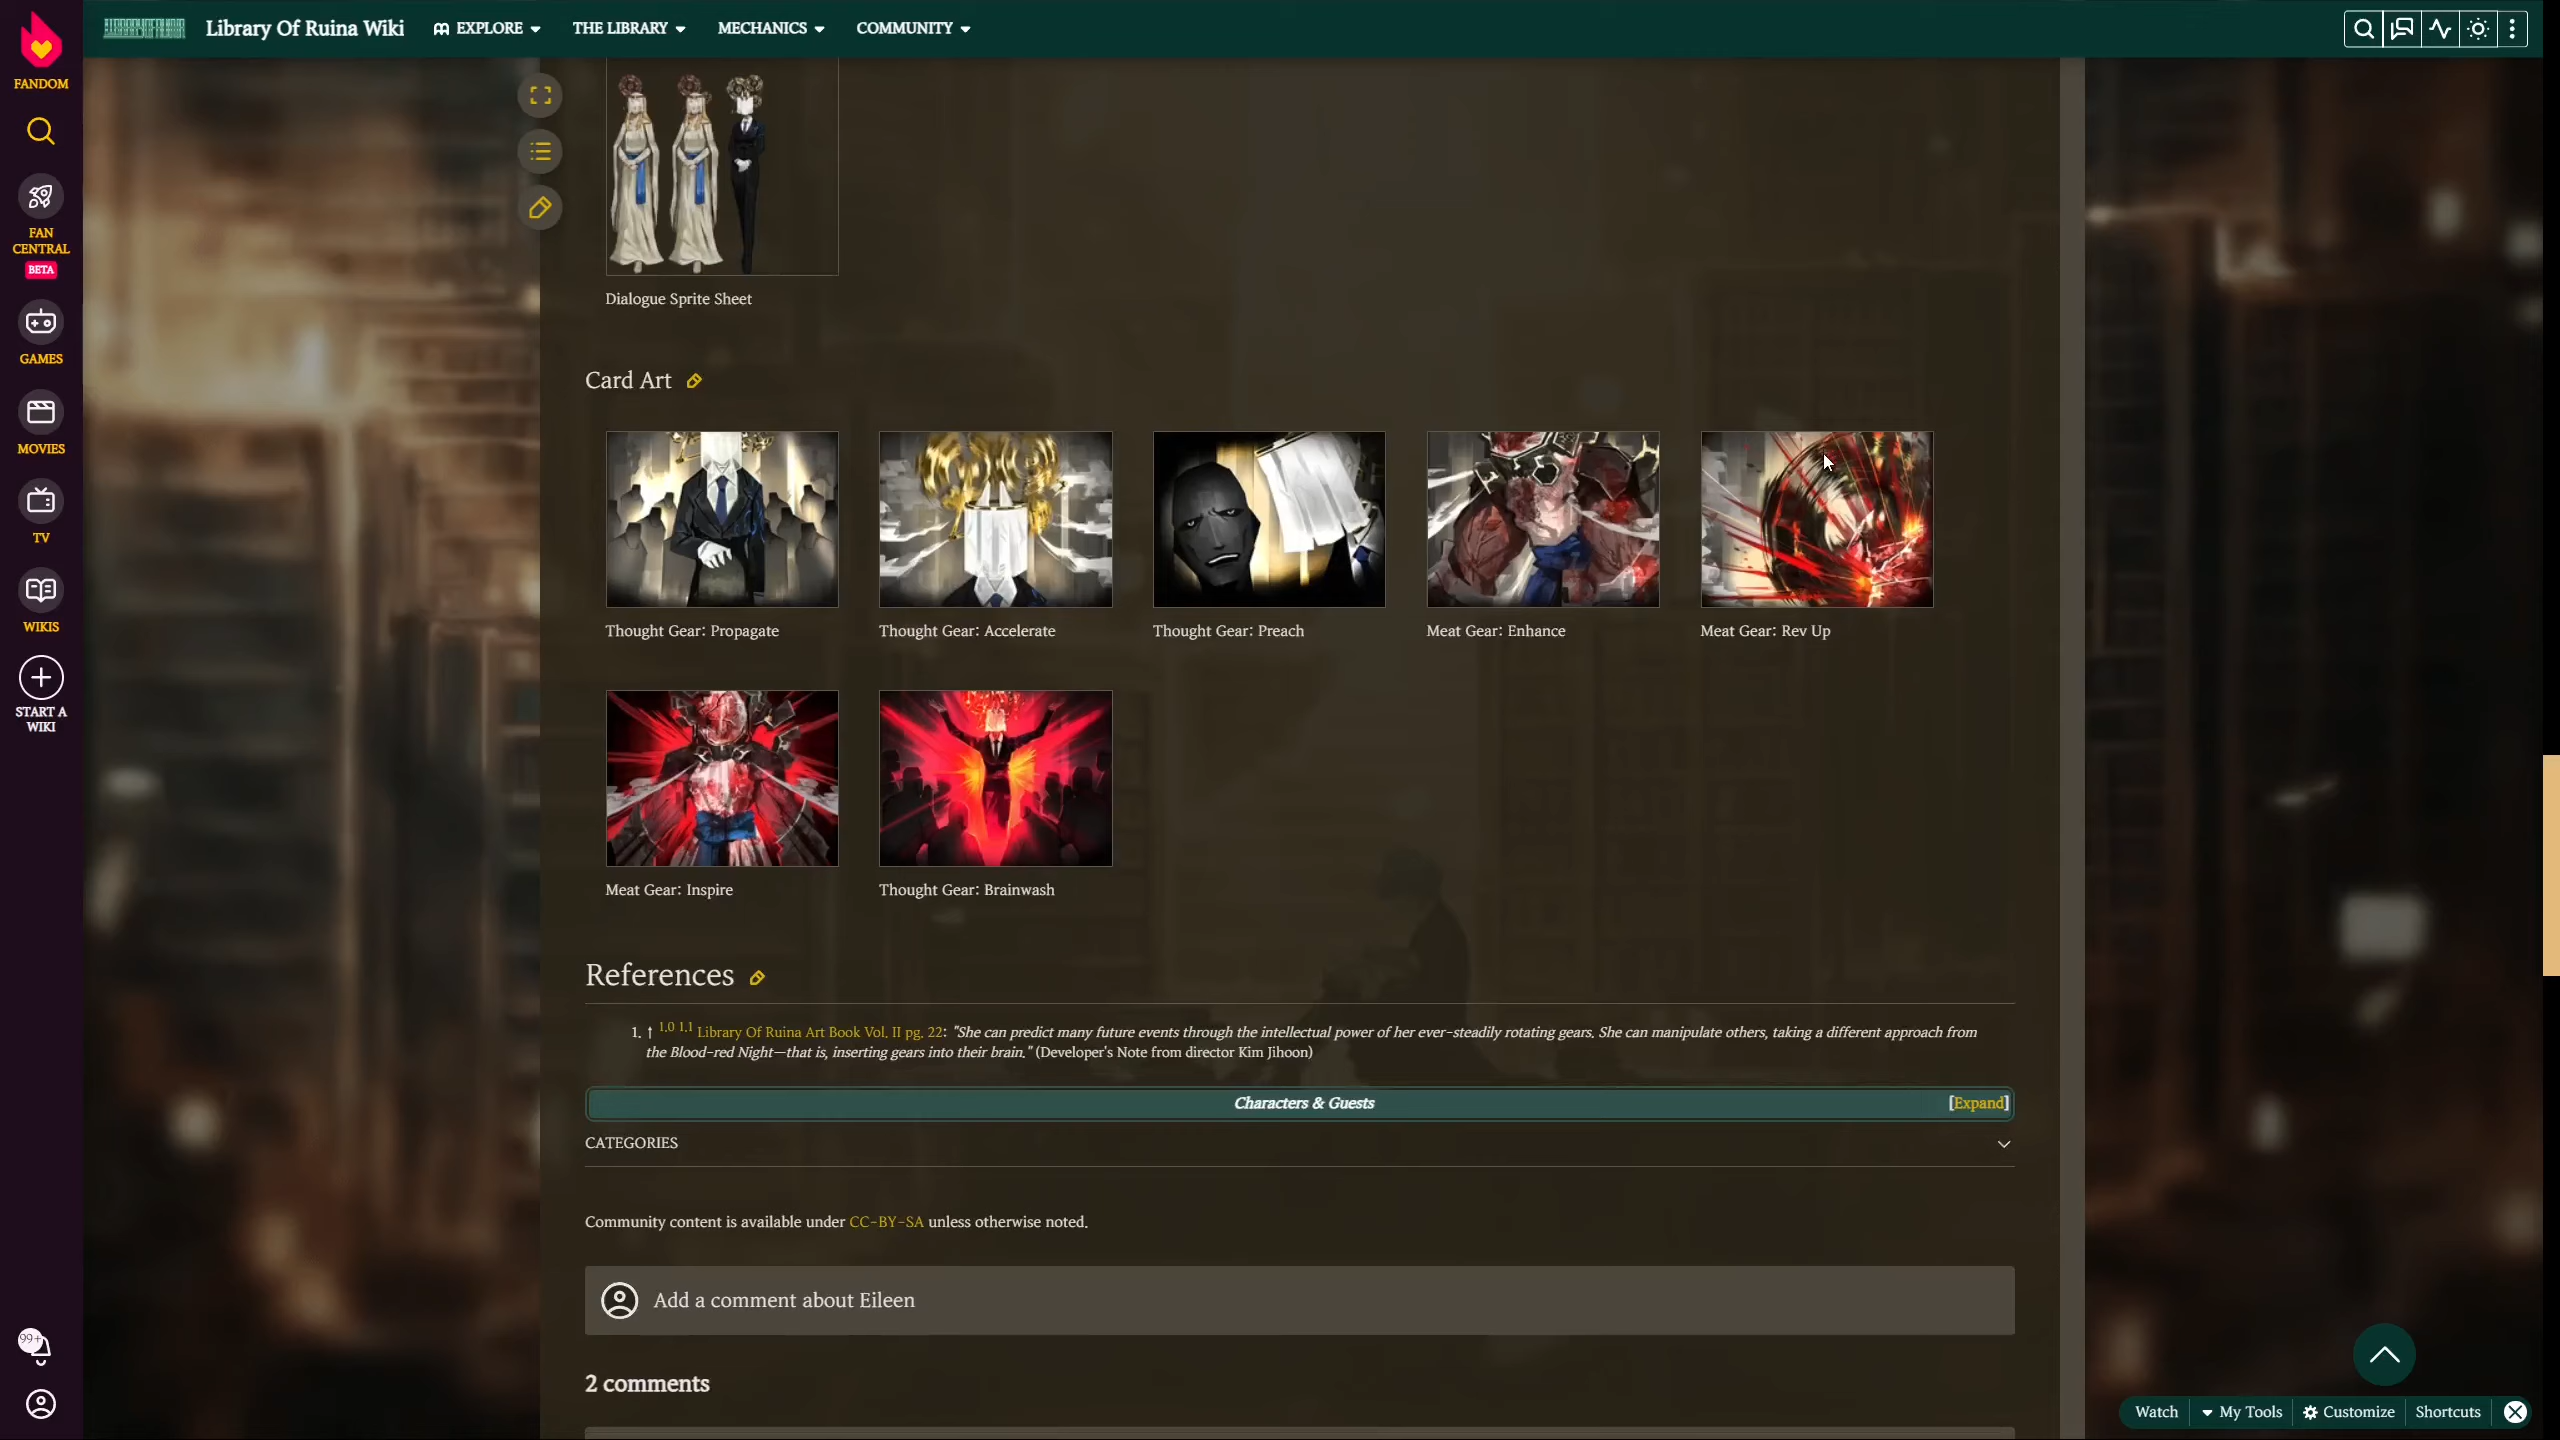 Library Of Ruina Wiki
EXPLORE
THE LIBRARY
MECHANICS
COMMUNITY
FANDOM
FAN
CENTRAL
BETA
GAMES
MOVIES
TV
WIKIS
START A
WIKI
99+
Dialogue Sprite Sheet
Card Art
Thought Gear: Propagate
Thought Gear: Accelerate
Thought Gear: Preach
Meat Gear: Enhance
Meat Gear: Rev Up
Meat Gear: Inspire
Thought Gear: Brainwash
References
1. ↑ 1.0 1.1 Library Of Ruina Art Book Vol. II pg. 22: "She can predict many future events through the intellectual power of her ever-steadily rotating gears. She can manipulate others, taking a different approach from
the Blood-red Night—that is, inserting gears into their brain." (Developer's Note from director Kim Jihoon)
Characters & Guests
[Expand]
CATEGORIES
Community content is available under CC-BY-SA unless otherwise noted.
Add a comment about Eileen
2 comments
Watch
My Tools
Customize
Shortcuts